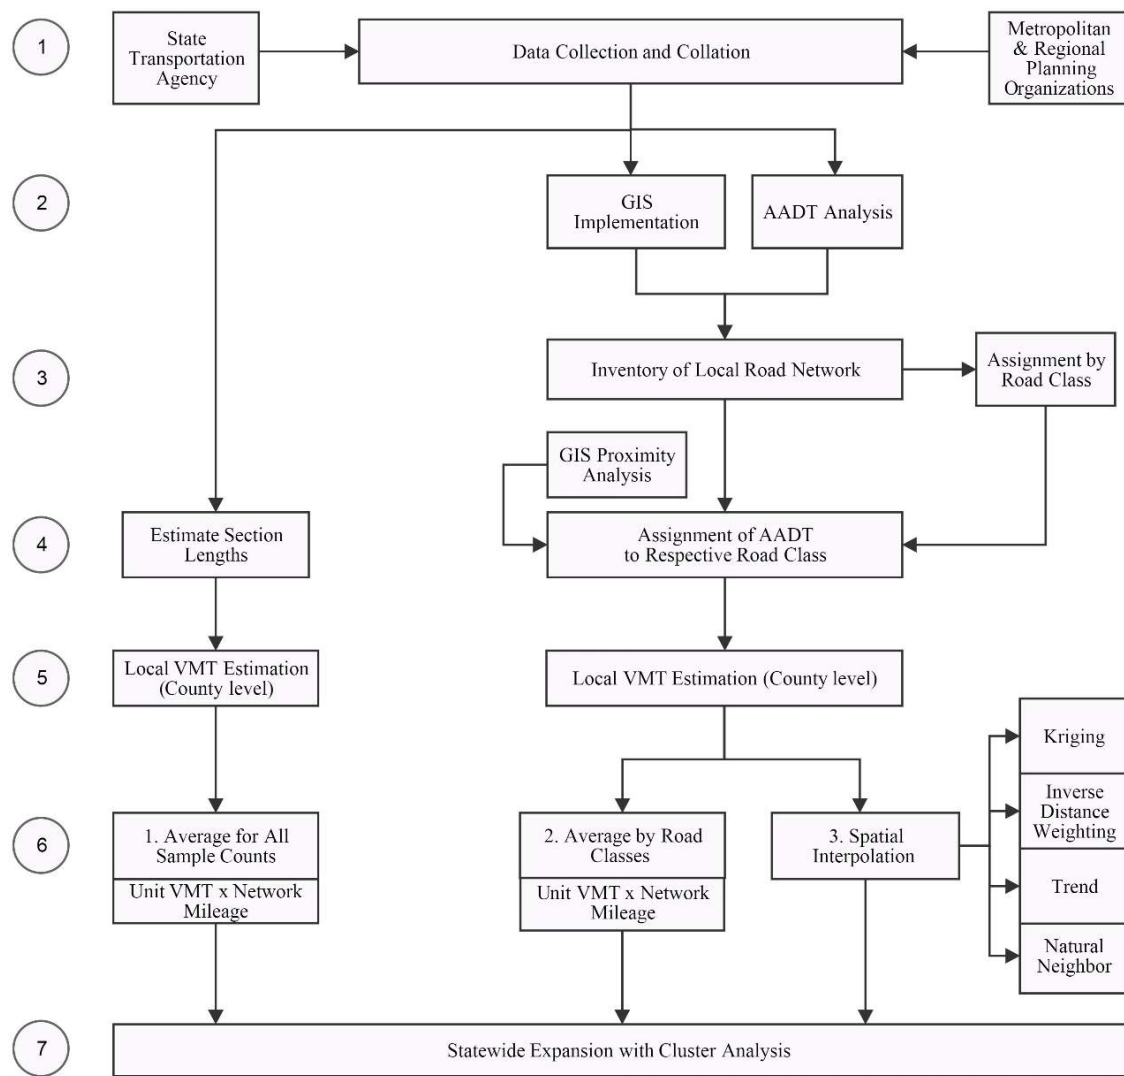 1
State
Transportation
Agency
Data Collection and Collation
Metropolitan
& Regional
Planning
Organizations
2
GIS
Implementation
AADT Analysis
3
Inventory of Local Road Network
Assignment by
Road Class
GIS Proximity
Analysis
4
Estimate Section
Lengths
Assignment of AADT
to Respective Road Class
5
Local VMT Estimation
(County level)
Local VMT Estimation (County level)
6
1. Average for All
Sample Counts
Unit VMT x Network
Mileage
2. Average by Road
Classes
Unit VMT x Network
Mileage
3. Spatial
Interpolation
Kriging
Inverse
Distance
Weighting
Trend
Natural
Neighbor
7
Statewide Expansion with Cluster Analysis